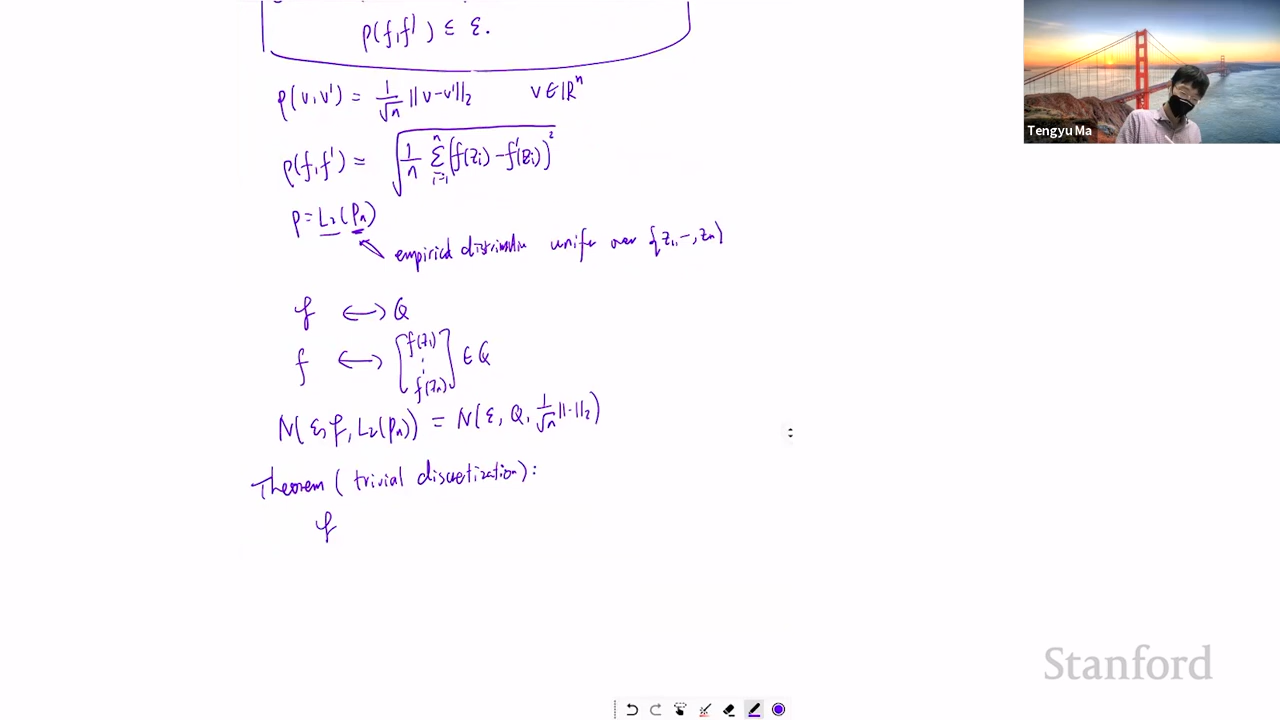 ρ(f,f') ≤ ε.
ρ(v,v') = 1/√n ||v-v'||₂ v ∈ ℝⁿ
ρ(f,f') = √(1/n Σᵢ₌₁ⁿ (f(zᵢ) - f'(zᵢ))²)
ρ = L₂(Pₙ)
empirical distribution unifor over {z₁, -, zₙ}
F ↔ Q
f ↔ [f(z₁) ⋮ f(zₙ)] ∈ Q
N(ε, F, L₂(Pₙ)) = N(ε, Q, 1/√n ||·||₂)
Theorem ( trivial discretization) :
F
Tengyu Ma
Stanford